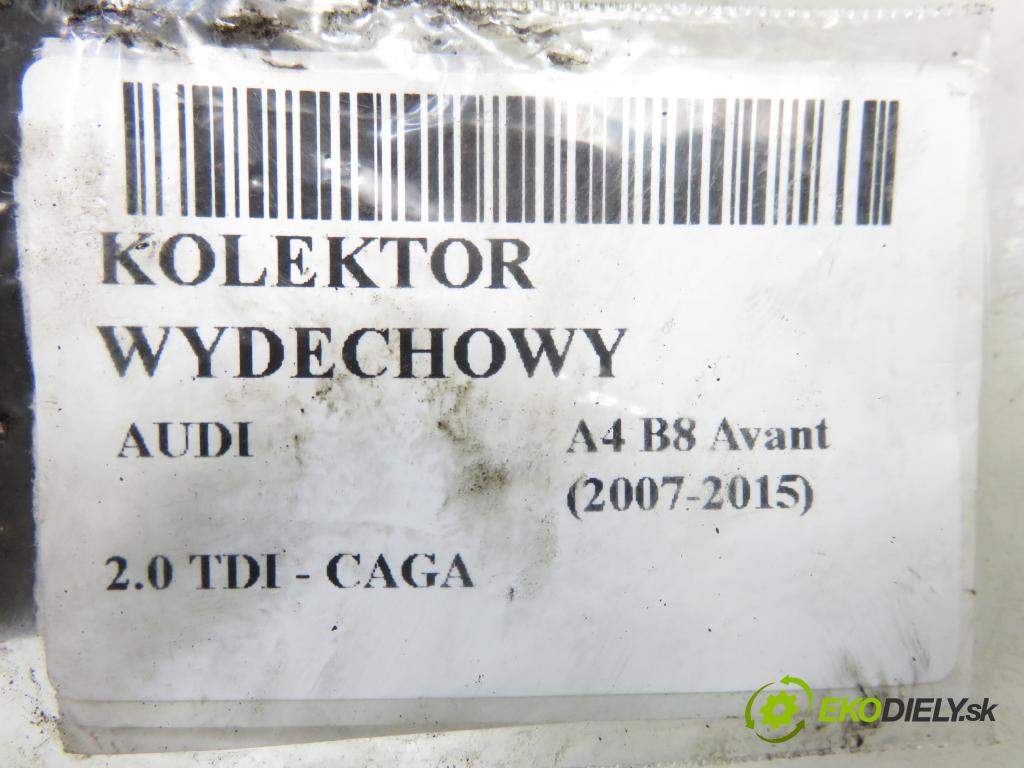 KOLEKTOR
WYDECHOWY
AUDI
A4 B8 Avant
(2007-2015)
2.0 TDI - CAGA
EKODIELY.sk